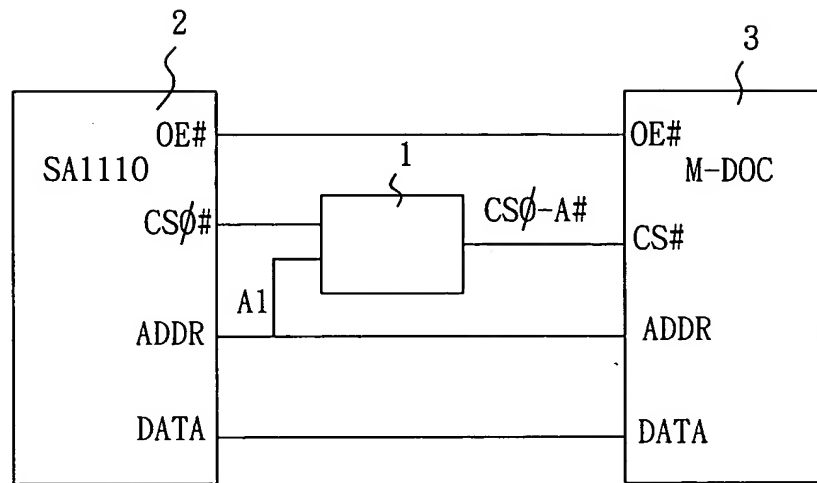 2
3
OE#
OE#
SA1110
1
M-DOC
CSØ#
CSØ-A#
CS#
A1
ADDR
ADDR
DATA
DATA